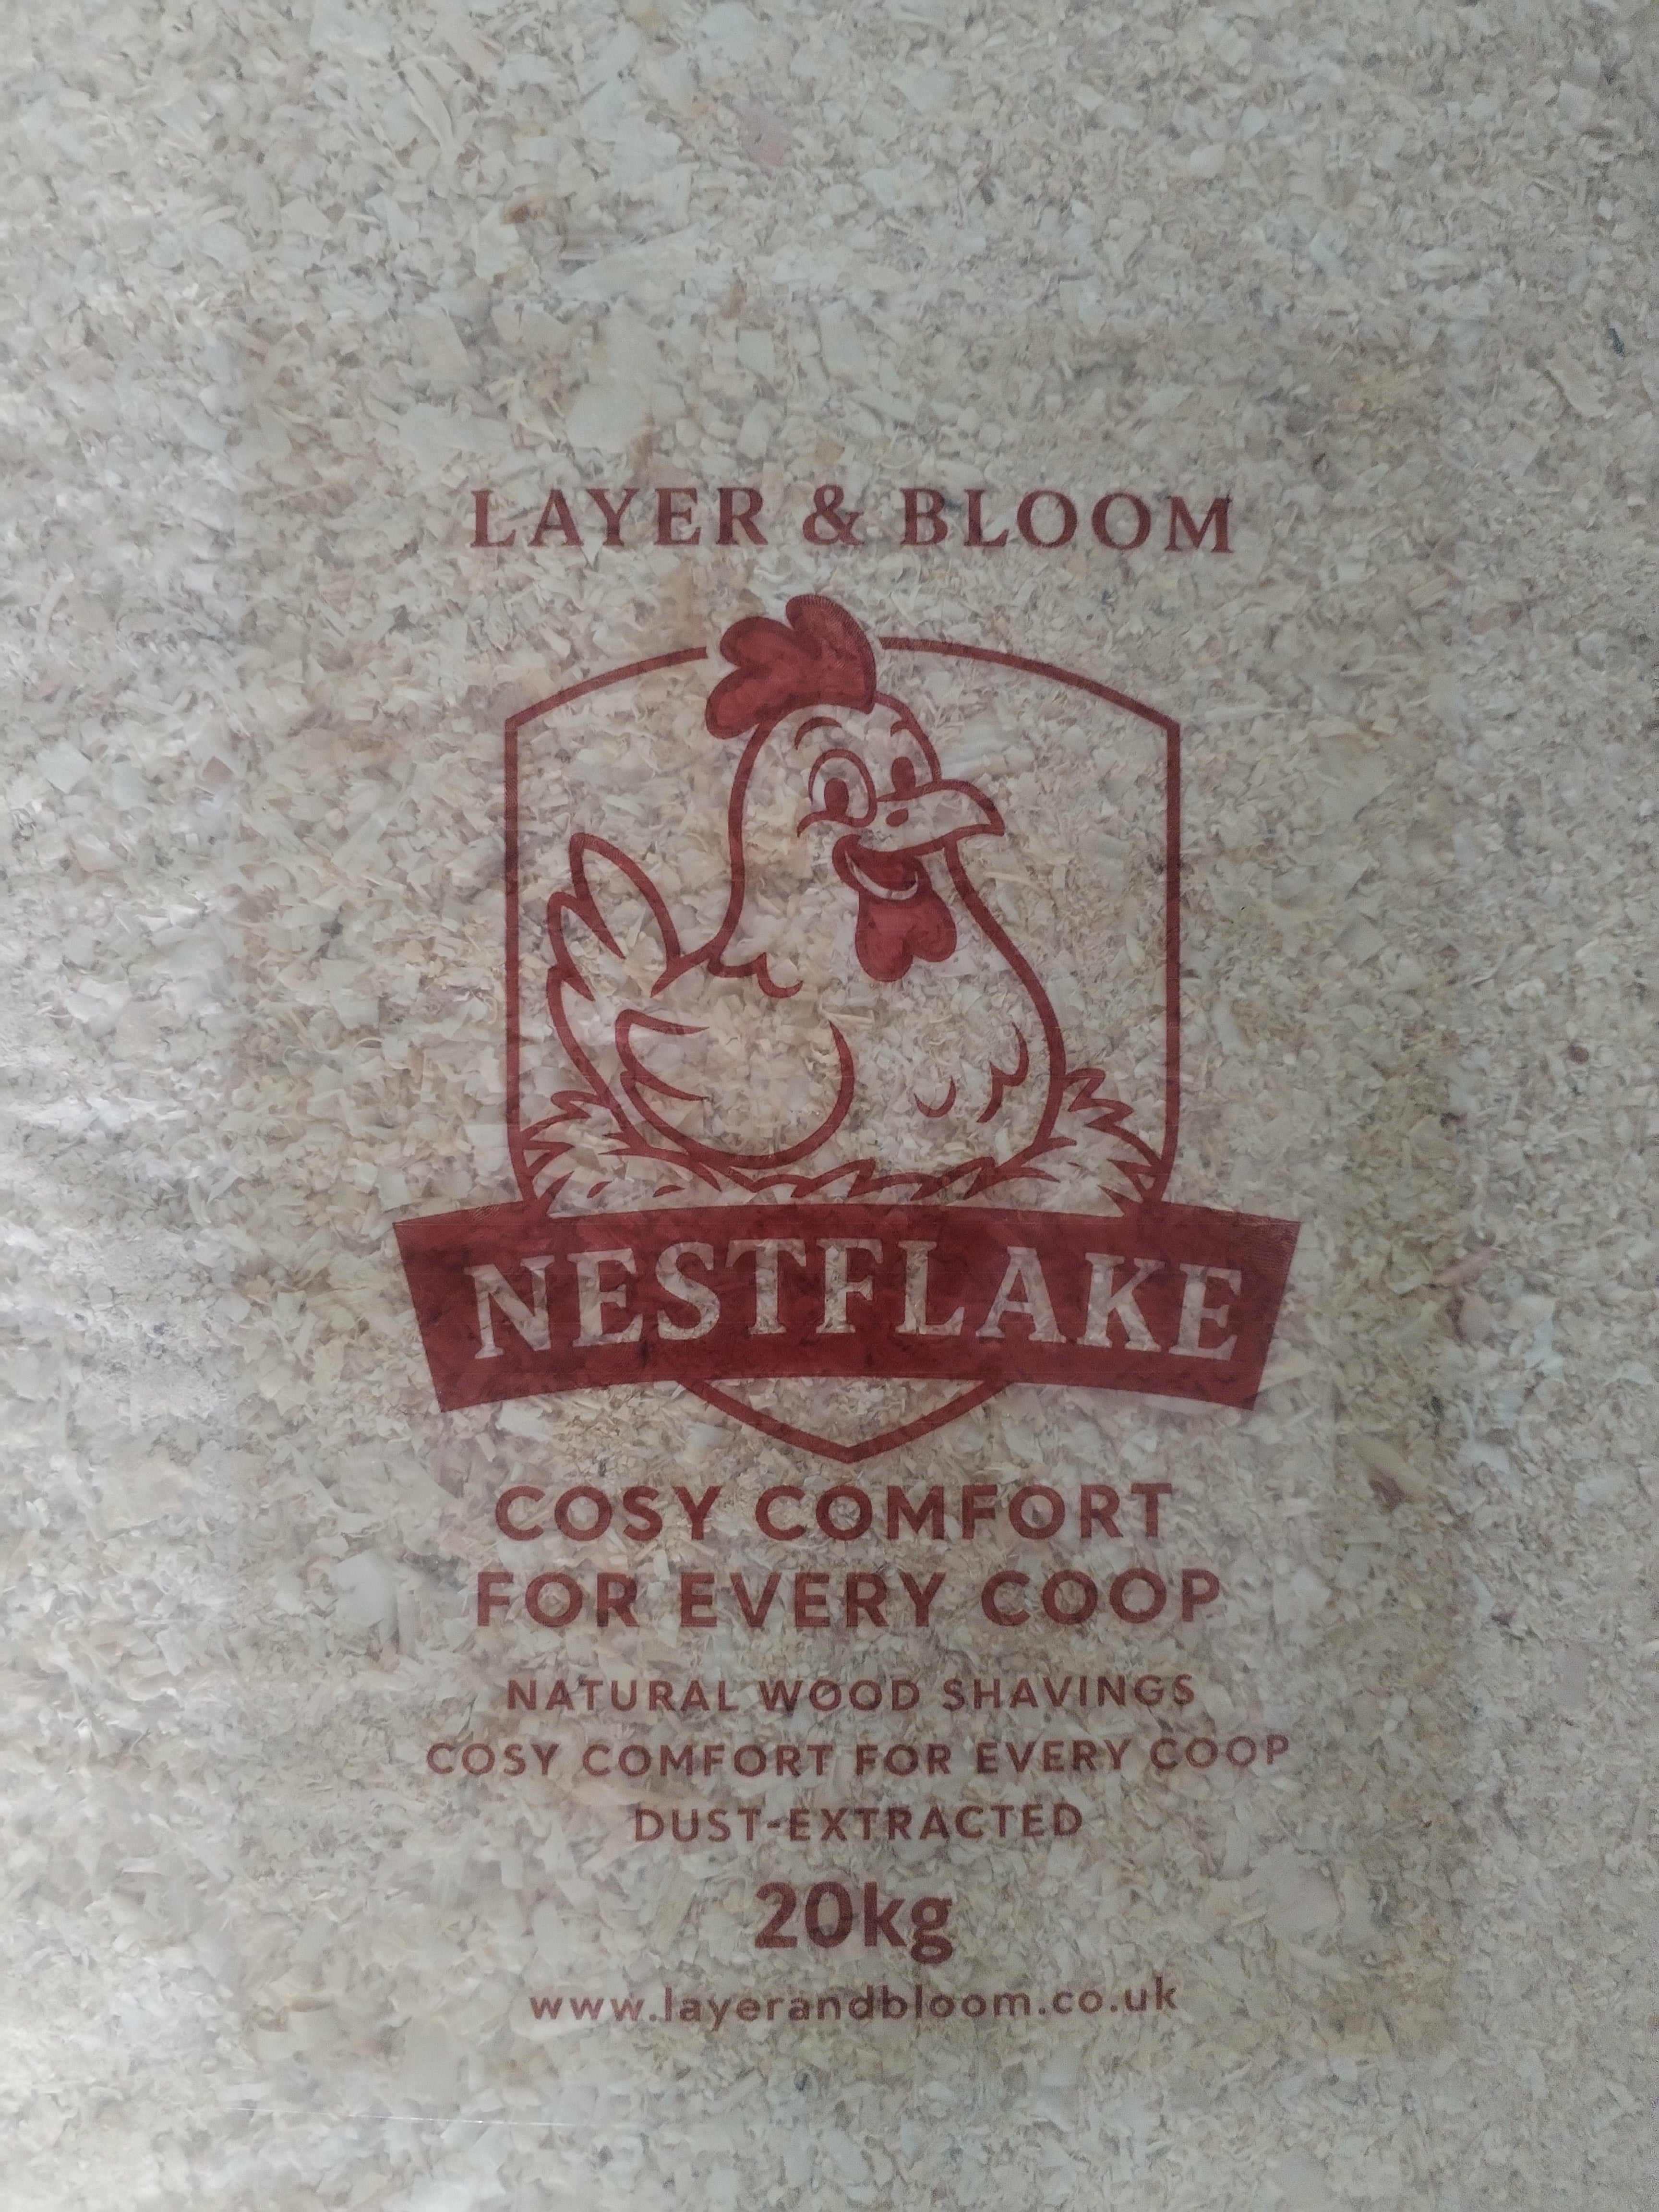 LAYER & BLOOM
NESTFLAKE
COSY COMFORT
FOR EVERY COOP
NATURAL WOOD SHAVINGS
COSY COMFORT FOR EVERY COOP
DUST-EXTRACTED
20kg
www.layerandbloom.co.uk